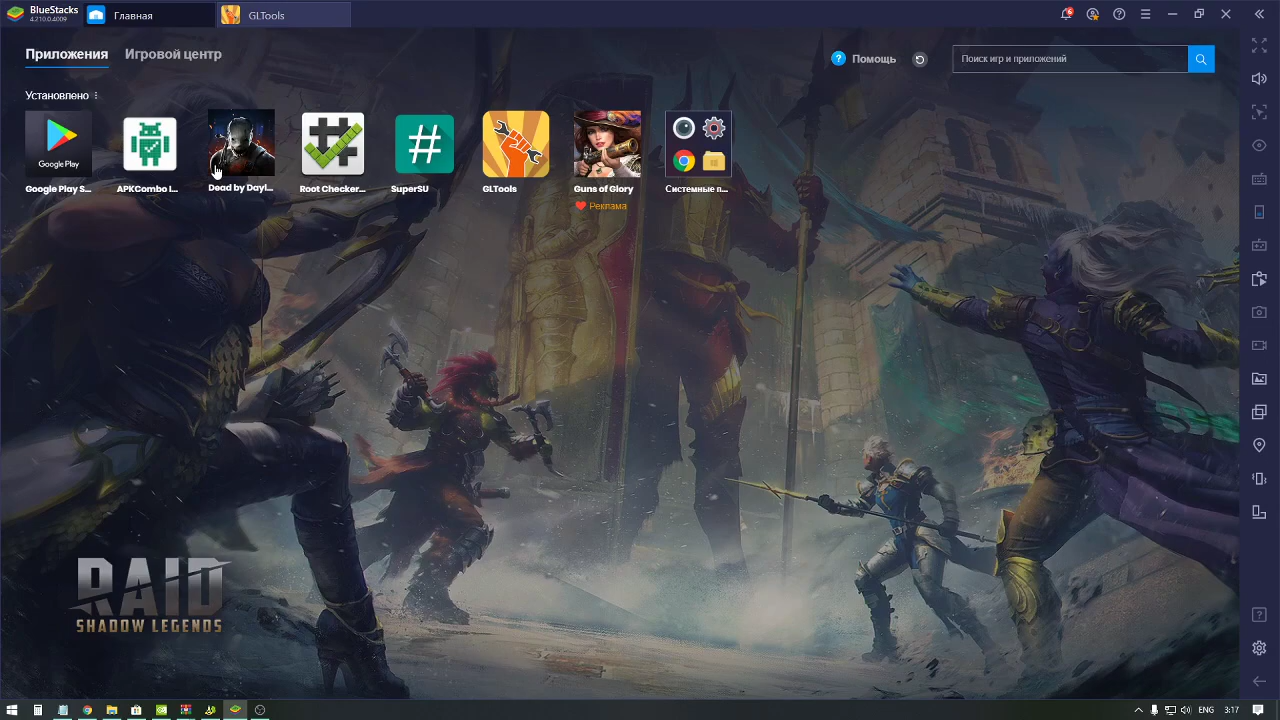 BlueStacks
4.210.0.4009
Главная
GLTools
6
Приложения
Игровой центр
Помощь
Поиск игр и приложений
Установлено
Google Play
Google Play S...
APKCombo I...
Dead by Dayl...
Root Checker...
SuperSU
GLTools
Guns of Glory
Реклама
Системные п...
RAID
SHADOW LEGENDS
ENG
3:17